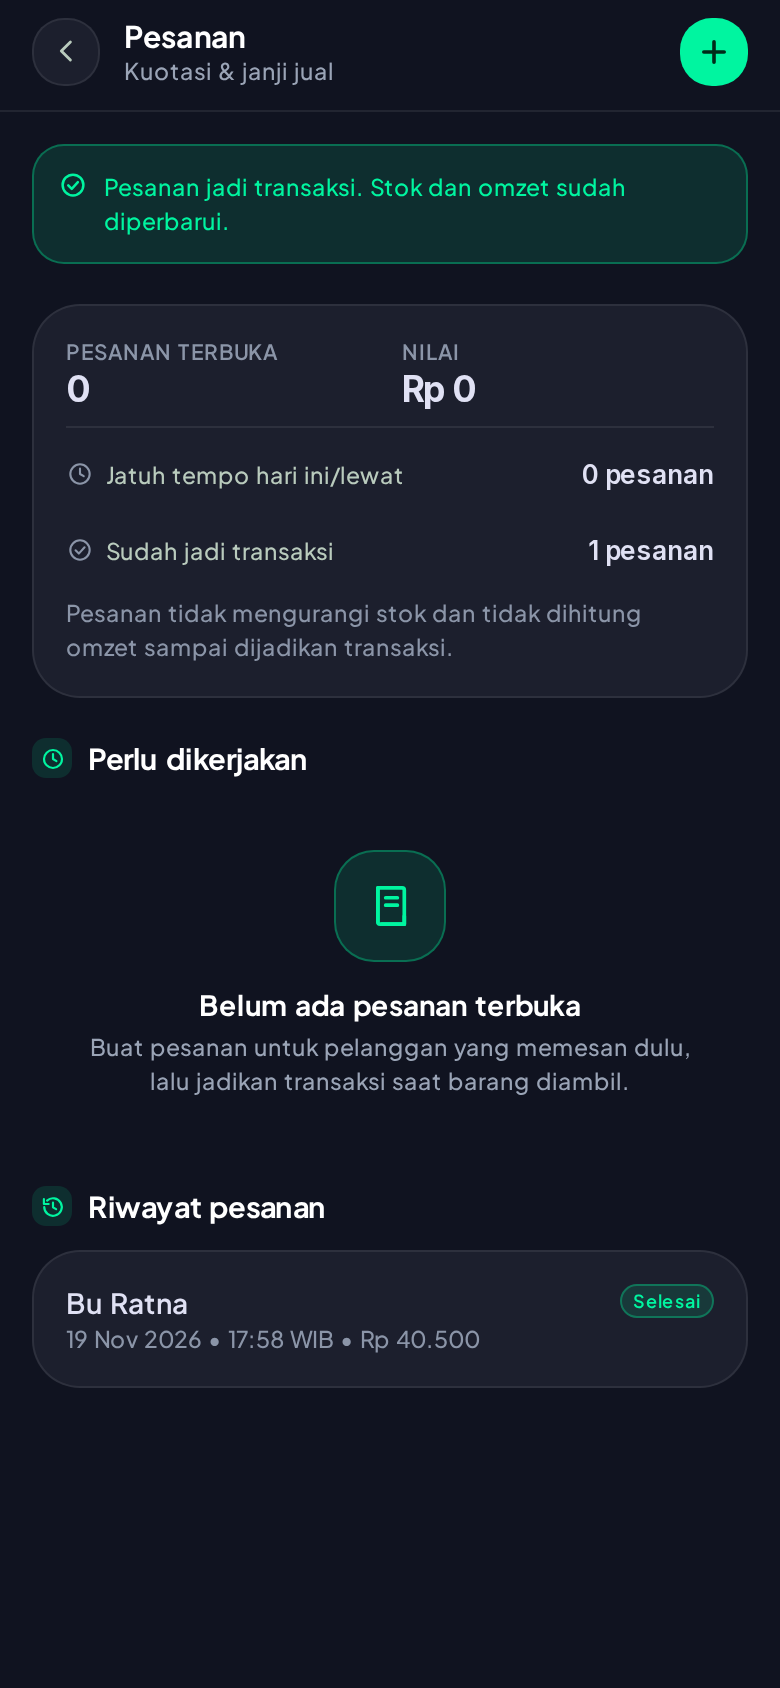 Pesanan
Kuotasi & janji jual
Pesanan jadi transaksi. Stok dan omzet sudah
diperbarui.
PESANAN TERBUKA
NILAI
0
Rp 0
Jatuh tempo hari ini/lewat
0 pesanan
Sudah jadi transaksi
1 pesanan
Pesanan tidak mengurangi stok dan tidak dihitung
omzet sampai dijadikan transaksi.
Perlu dikerjakan
Belum ada pesanan terbuka
Buat pesanan untuk pelanggan yang memesan dulu,
lalu jadikan transaksi saat barang diambil.
Riwayat pesanan
Bu Ratna
Selesai
19 Nov 2026 • 17:58 WIB • Rp 40.500